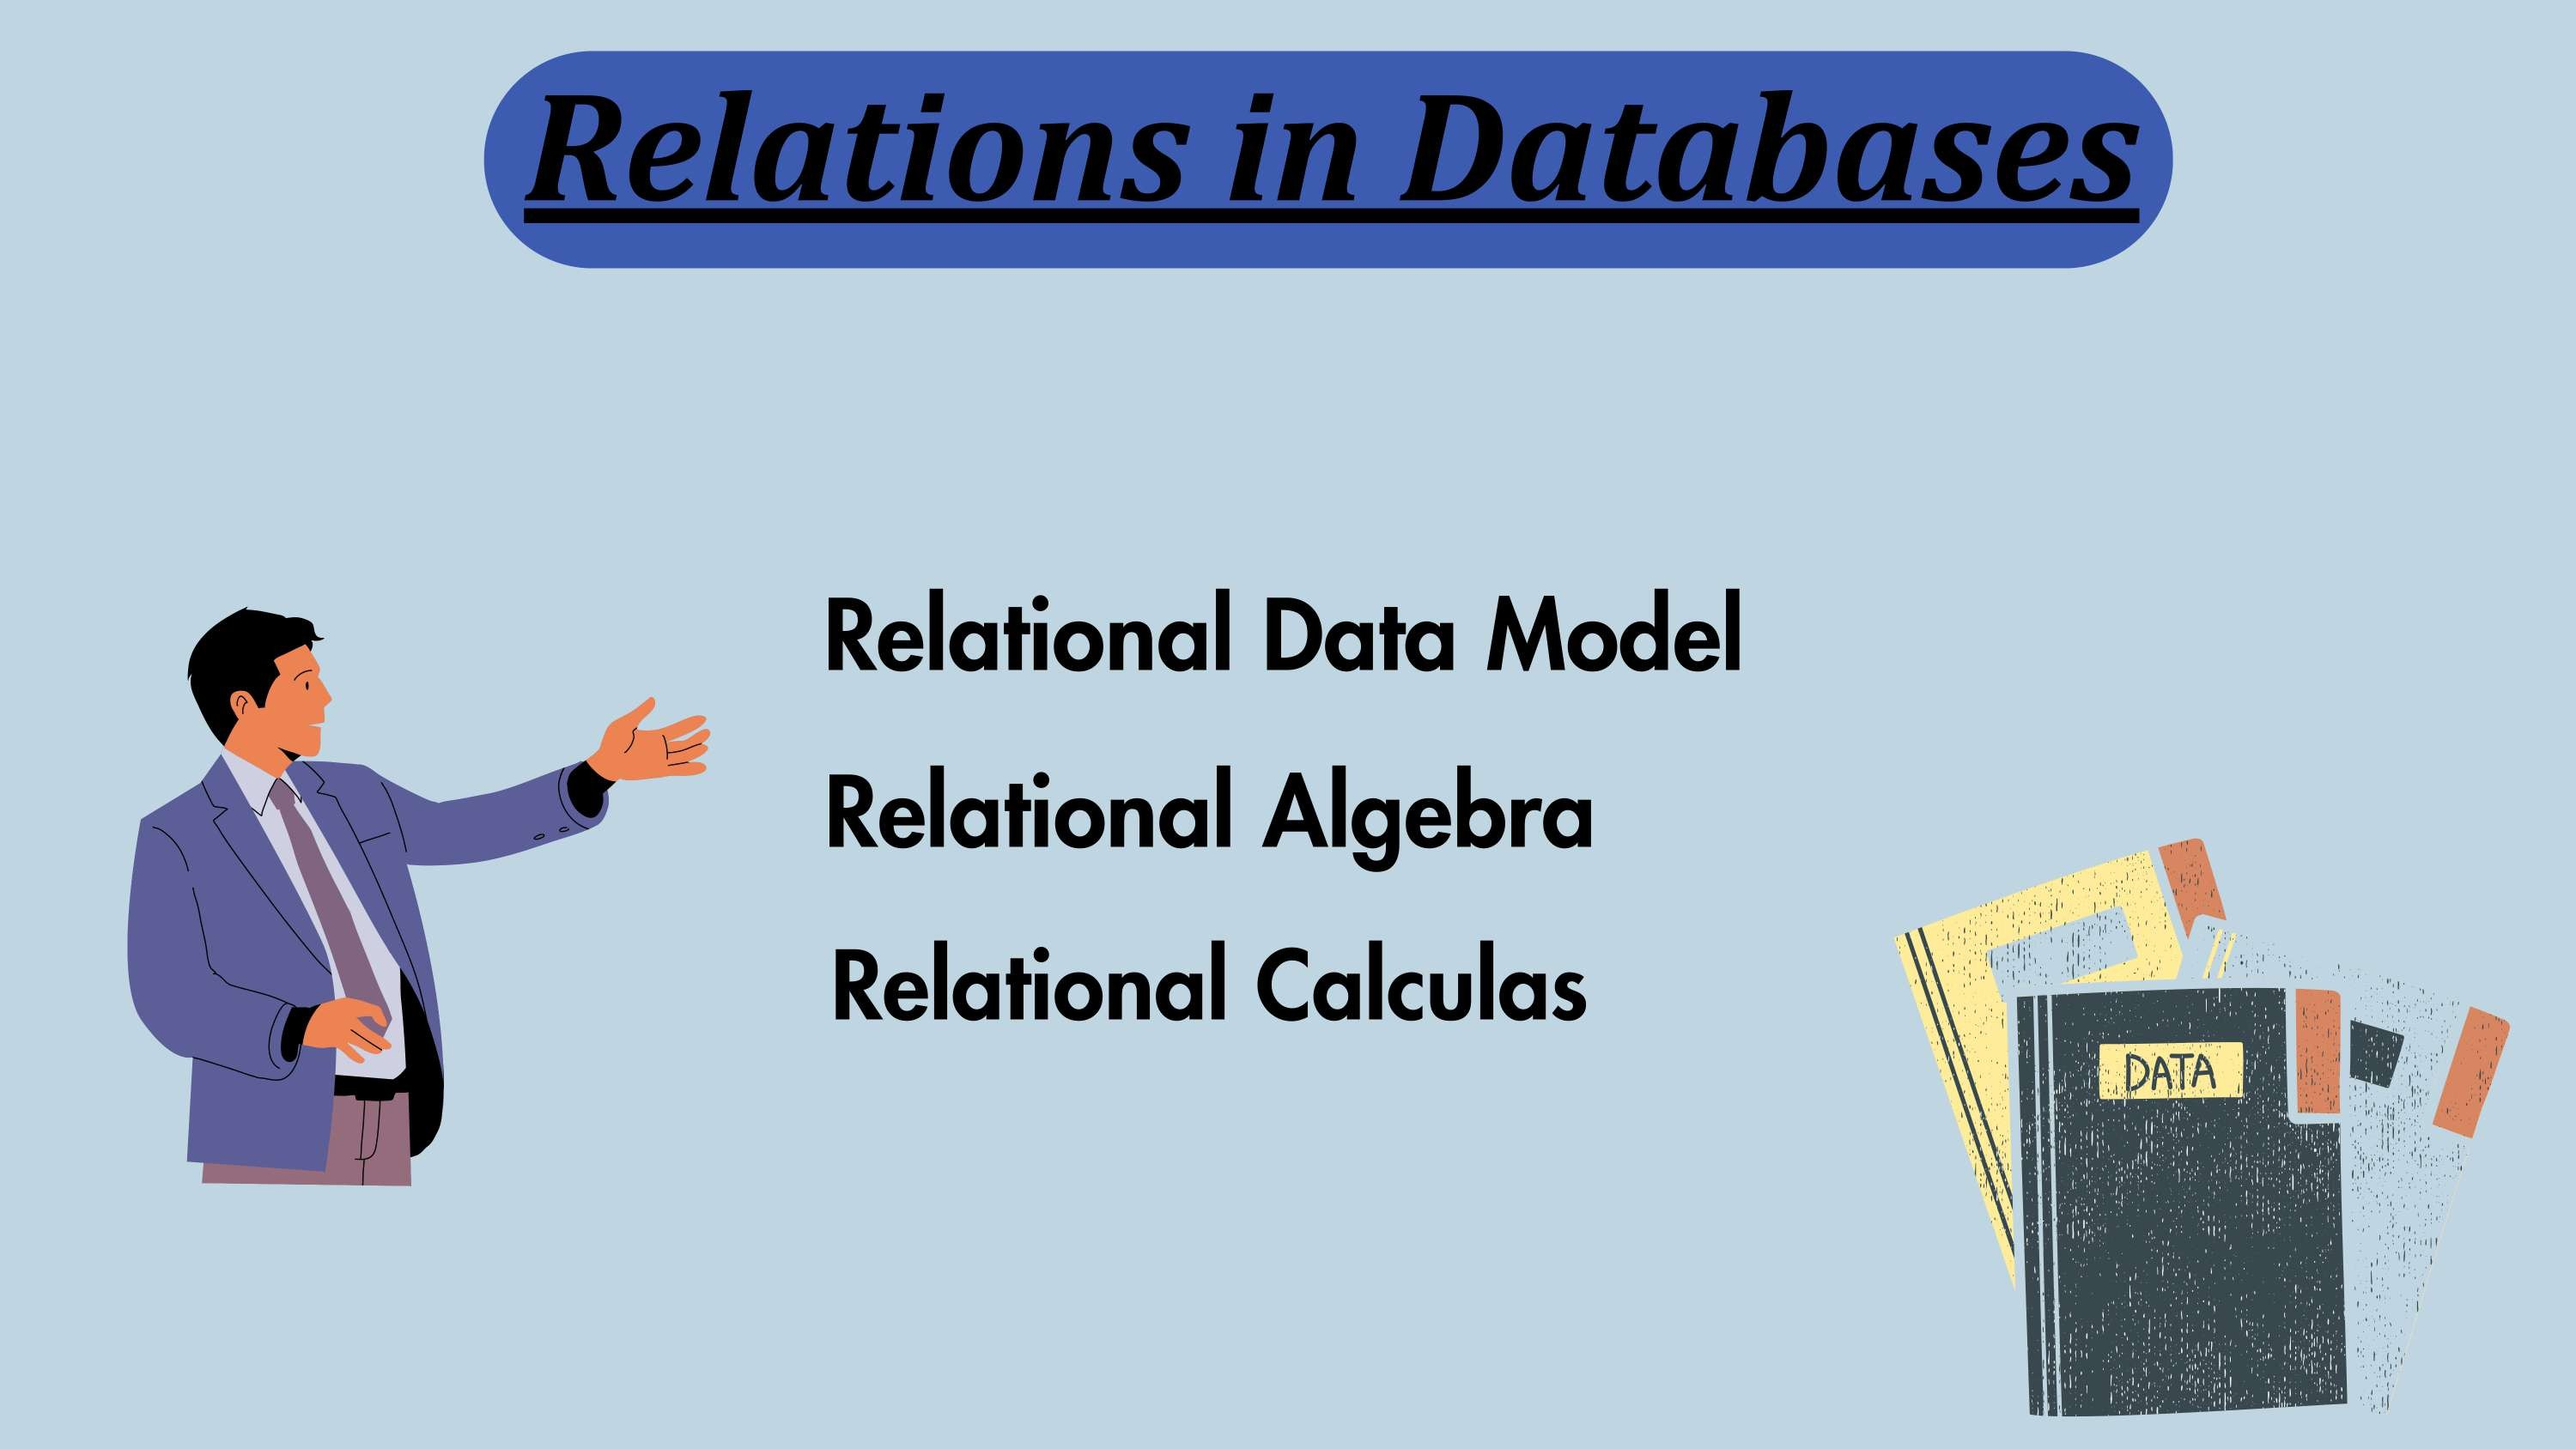 Relations in Databases
Relational Data Model
Relational Algebra
Relational Calculas
DATA